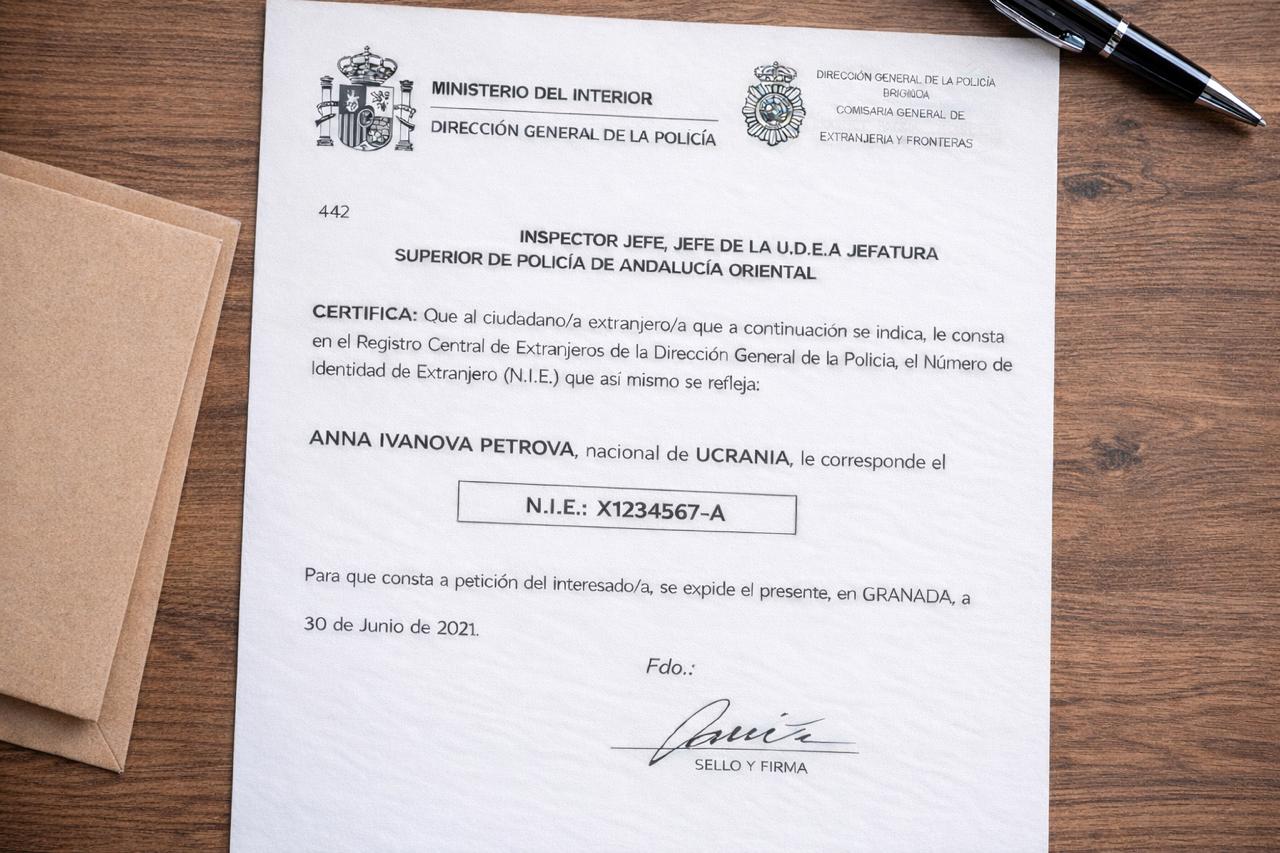 MINISTERIO DEL INTERIOR
DIRECCIÓN GENERAL DE LA POLICÍA
DIRECCIÓN GENERAL DE LA POLICÍA
BRIGIIDA
COMISARIA GENERAL DE
EXTRANJERIA Y FRONTERAS
442
INSPECTOR JEFE, JEFE DE LA U.D.E.A JEFATURA
SUPERIOR DE POLICÍA DE ANDALUCÍA ORIENTAL
CERTIFICA: Que al ciudadano/a extranjero/a que a continuación se indica, le consta
en el Registro Central de Extranjeros de la Dirección General de la Policia, el Número de
Identidad de Extranjero (N.I.E.) que así mismo se refleja:
ANNA IVANOVA PETROVA, nacional de UCRANIA, le corresponde el
N.I.E.: X1234567-A
Para que consta a petición del interesado/a, se expide el presente, en GRANADA, a
30 de Junio de 2021.
Fdo.:
SELLO Y FIRMA